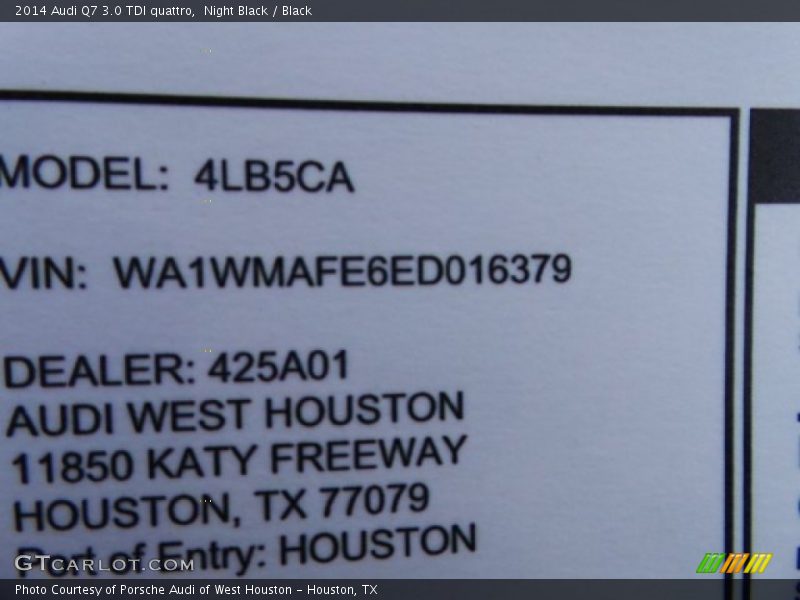 2014 Audi Q7 3.0 TDI quattro,  Night Black / Black
MODEL: 4LB5CA
VIN: WA1WMAFE6ED016379
DEALER: 425A01
AUDI WEST HOUSTON
11850 KATY FREEWAY
HOUSTON, TX 77079
Port of Entry: HOUSTON
GTCARLOT.COM
Photo Courtesy of Porsche Audi of West Houston – Houston, TX